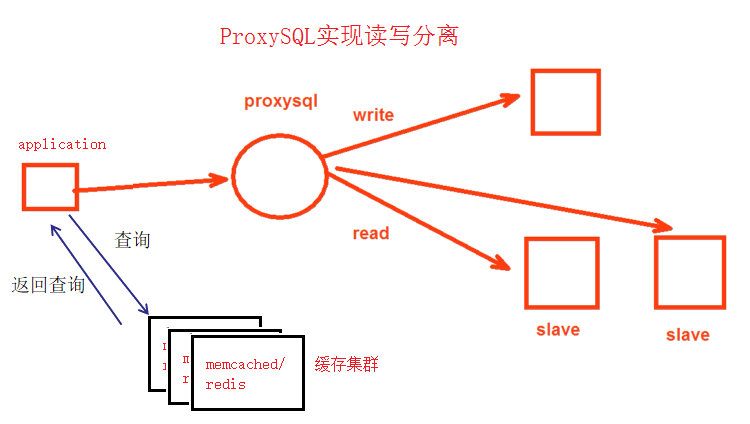 ProxySQL实现读写分离
proxysql
write
application
查询
read
返回查询
slave
slave
memcached/
redis
缓存集群